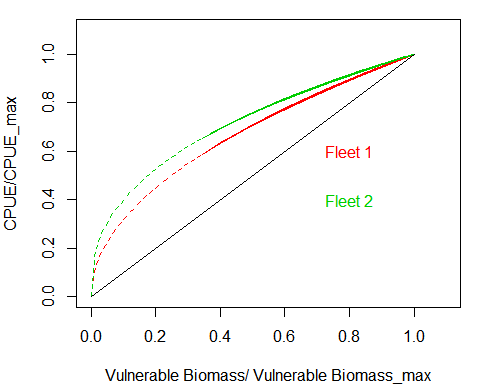 CPUE/CPUE_max
1.0
0.8
0.6
0.4
0.2
0.0
Fleet 1
Fleet 2
0.0 0.2 0.4 0.6 0.8 1.0
Vulnerable Biomass/ Vulnerable Biomass_max